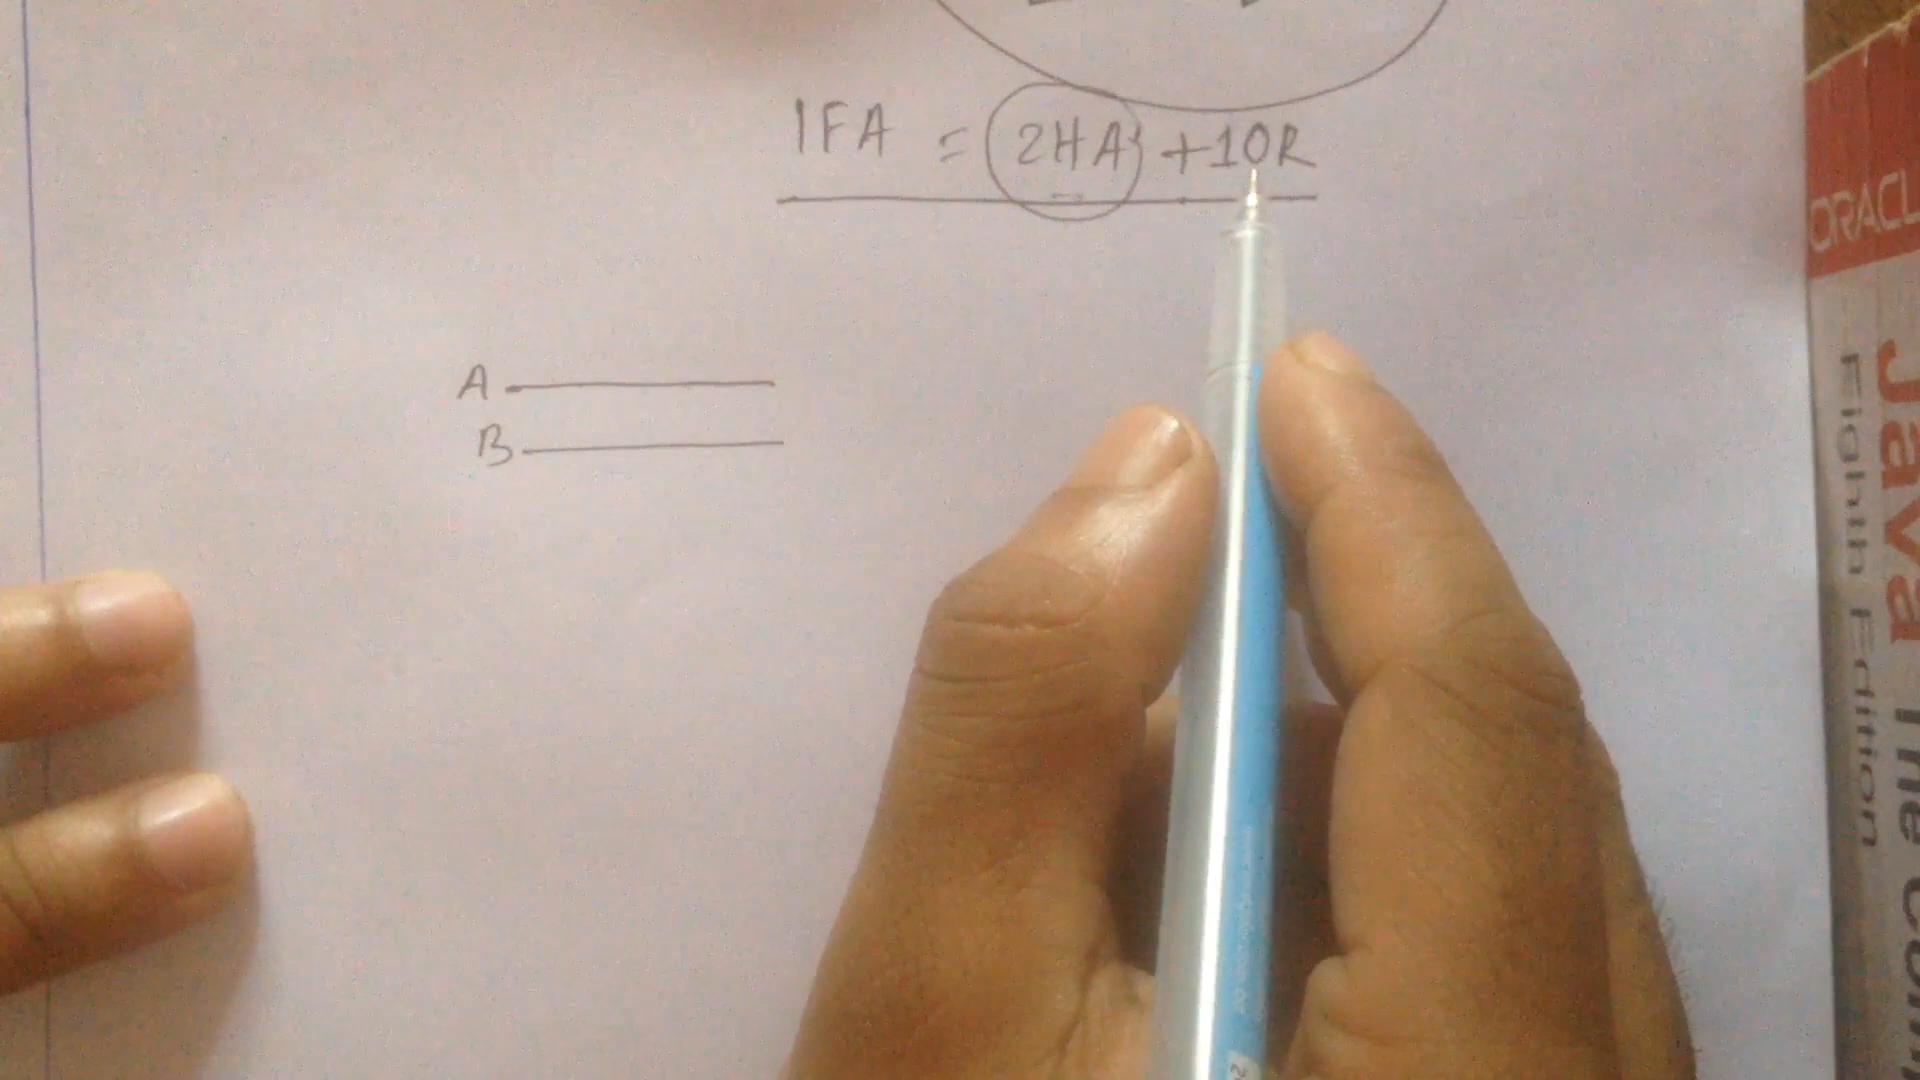 1FA = 2HA + 1OR
A
B
ORACL
Java
The Com
Eighth Edition